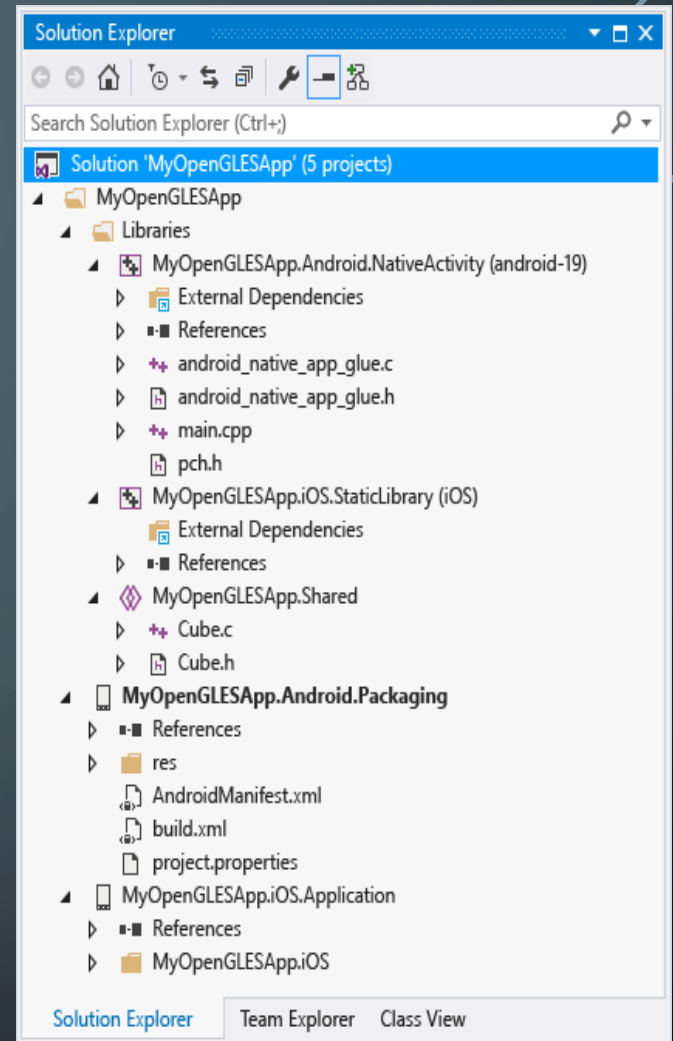 Solution Explorer
Search Solution Explorer (Ctrl+;)
Solution 'MyOpenGLESApp' (5 projects)
MyOpenGLESApp
Libraries
MyOpenGLESApp.Android.NativeActivity (android-19)
External Dependencies
References
android_native_app_glue.c
android_native_app_glue.h
main.cpp
pch.h
MyOpenGLESApp.iOS.StaticLibrary (iOS)
External Dependencies
References
MyOpenGLESApp.Shared
Cube.c
Cube.h
MyOpenGLESApp.Android.Packaging
References
res
AndroidManifest.xml
build.xml
project.properties
MyOpenGLESApp.iOS.Application
References
MyOpenGLESApp.iOS
Solution Explorer Team Explorer Class View